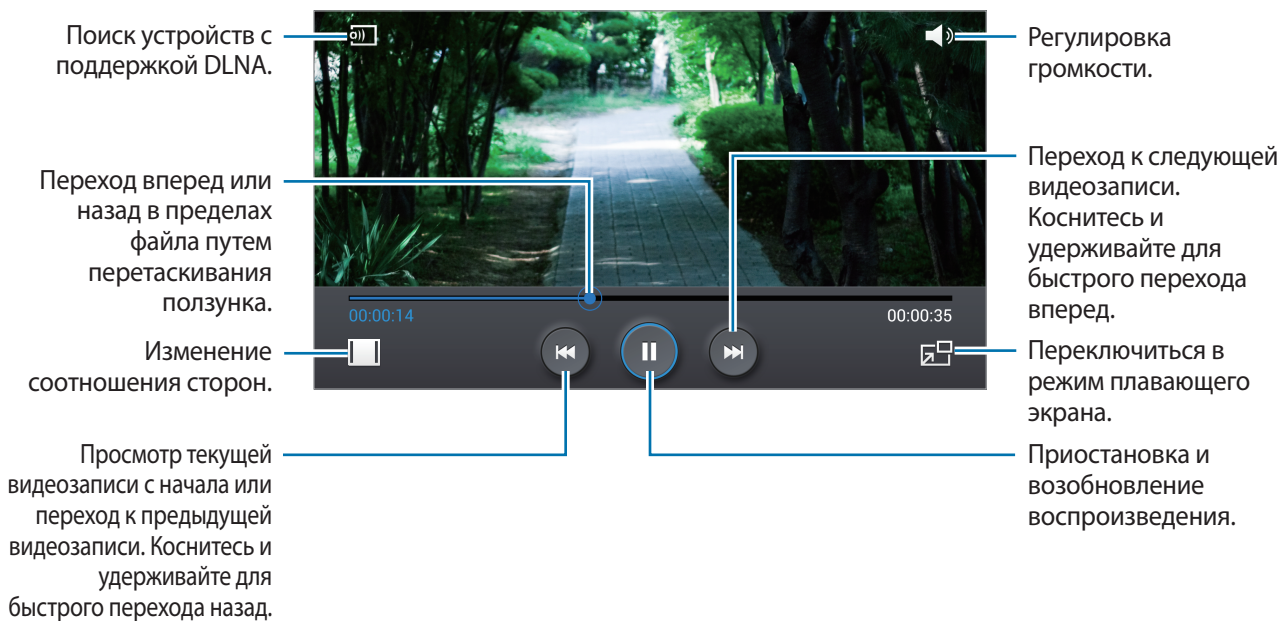 Поиск устройств с
поддержкой DLNA.
Переход вперед или
назад в пределах
файла путем
перетаскивания
ползунка.
Изменение
соотношения сторон.
Просмотр текущей
видеозаписи с начала или
переход к предыдущей
видеозаписи. Коснитесь и
удерживайте для
быстрого перехода назад.
00:00:14
00:00:35
Регулировка
громкости.
Переход к следующей
видеозаписи.
Коснитесь и
удерживайте для
быстрого перехода
вперед.
Переключиться в
режим плавающего
экрана.
Приостановка и
возобновление
воспроизведения.